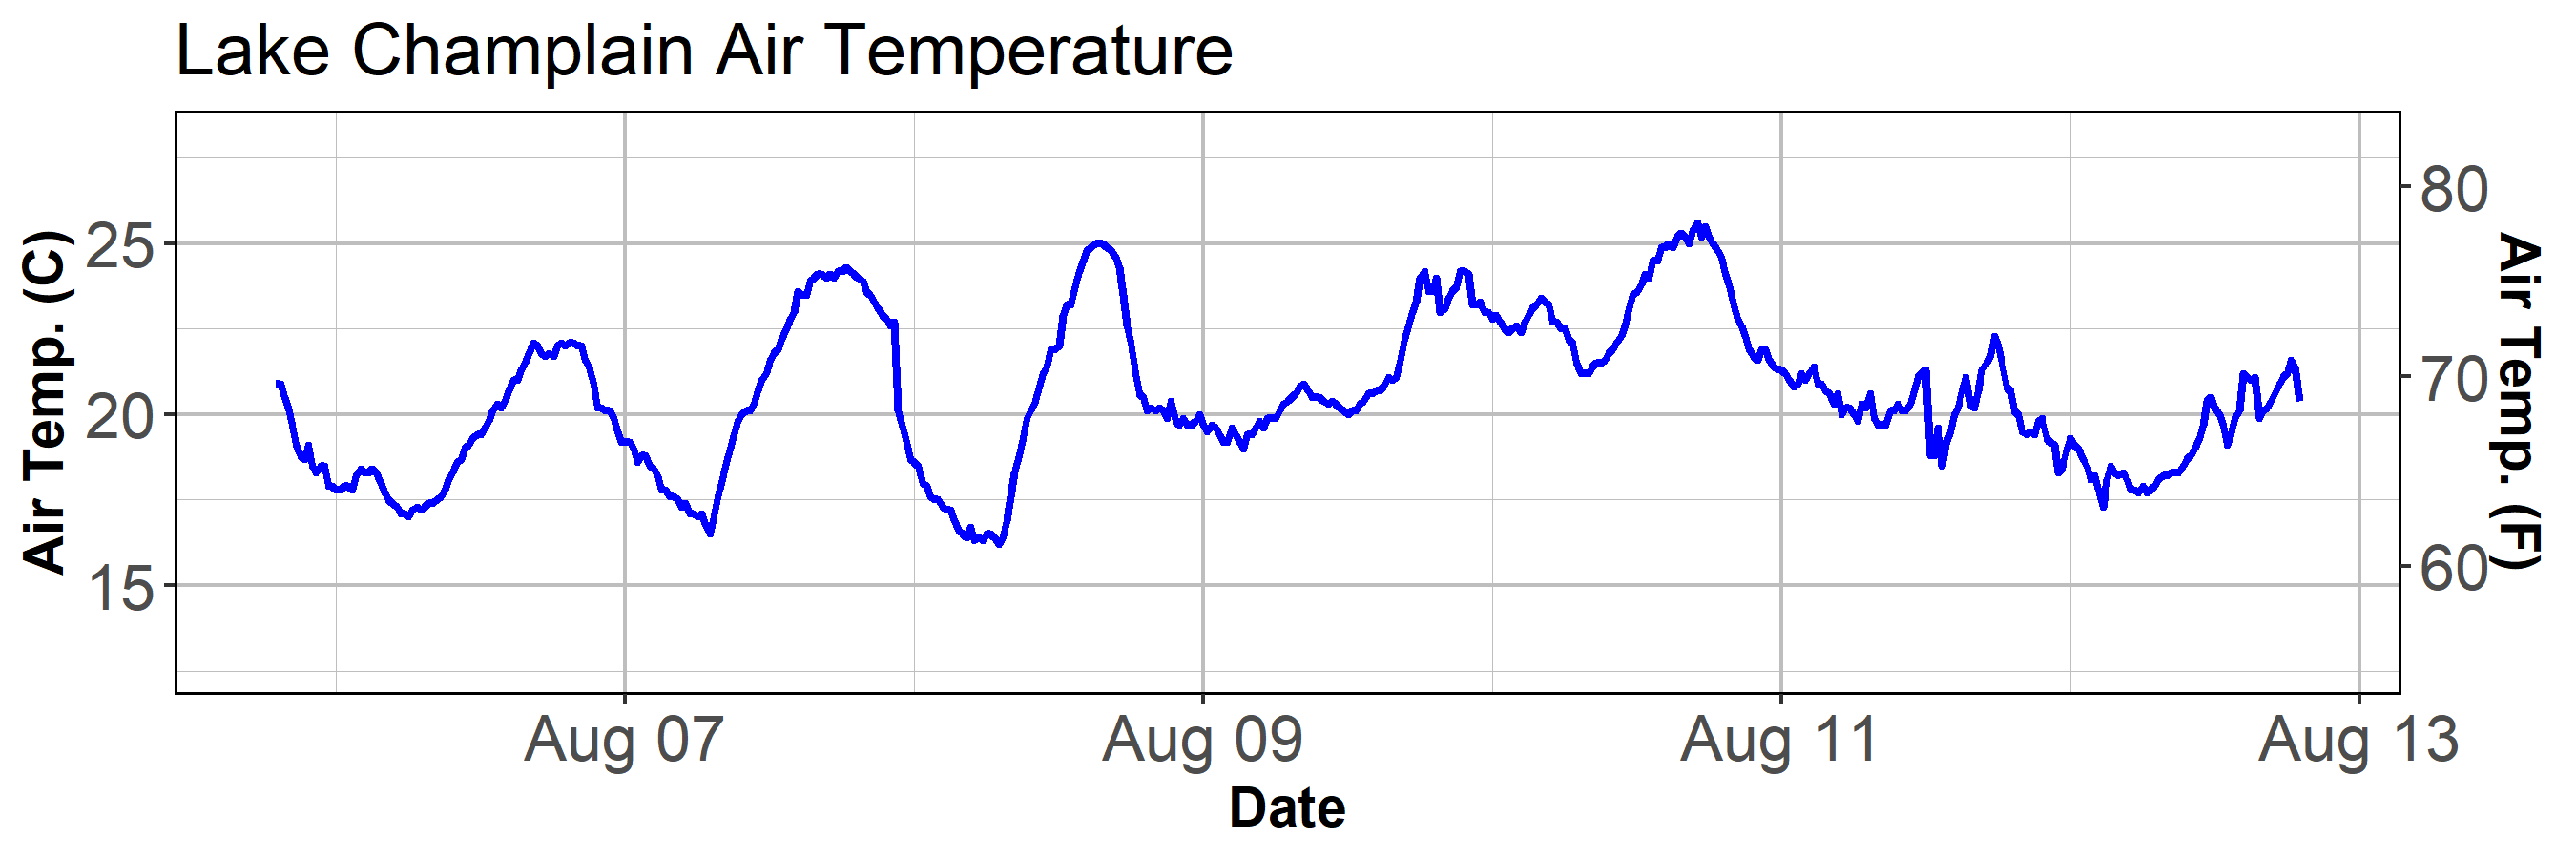 Lake Champlain Air Temperature
Air Temp. (C)
25
20
15
80
70
60
Air Temp. (F)
Aug 07
Aug 09
Aug 11
Aug 13
Date